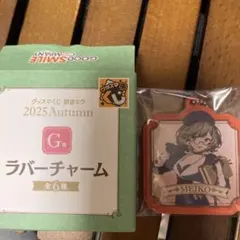 GOOD SMILE
COMPANY
グッスマくじ 初音ミク
2025 Autumn
G賞
ラバーチャーム
全6種
MEIKO